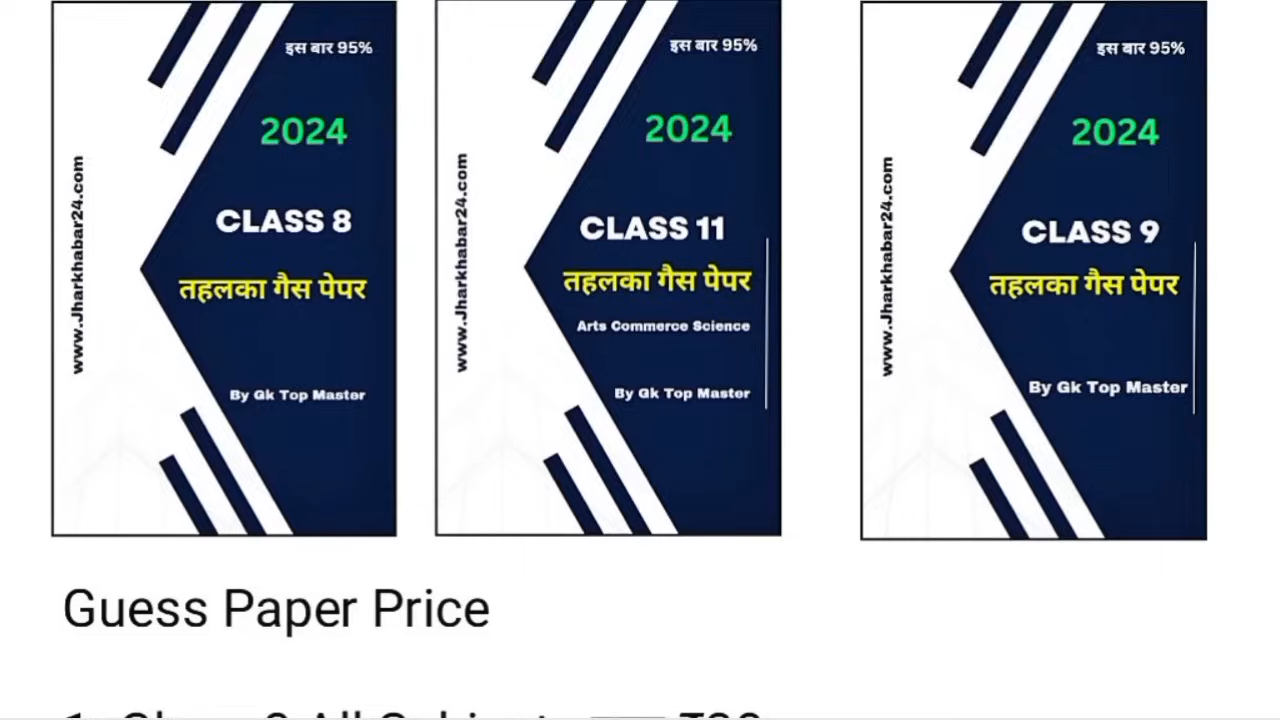 इस बार 95%
2024
CLASS 8
तहलका गैस पेपर
By Gk Top Master
www.Jharkhabar24.com
इस बार 95%
2024
CLASS 11
तहलका गैस पेपर
Arts Commerce Science
By Gk Top Master
www.Jharkhabar24.com
इस बार 95%
2024
CLASS 9
तहलका गैस पेपर
By Gk Top Master
www.Jharkhabar24.com
Guess Paper Price